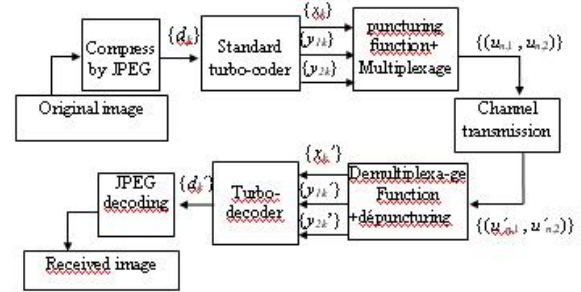 {xk}
puncturing
function+
Multiplexage
{dk}
Compress
by JPEG
Standard
turbo-coder
{y1k}
{y2k}
{(un,1 , un,2)}
Original image
Channel
transmission
{xk´}
{dk´}
JPEG
decoding
Turbo-
decoder
{y1k´}
{y2k'}
Demultiplexa-ge
Function
+dépuncturing
{(u´n,1 , u´n,2)}
Received image